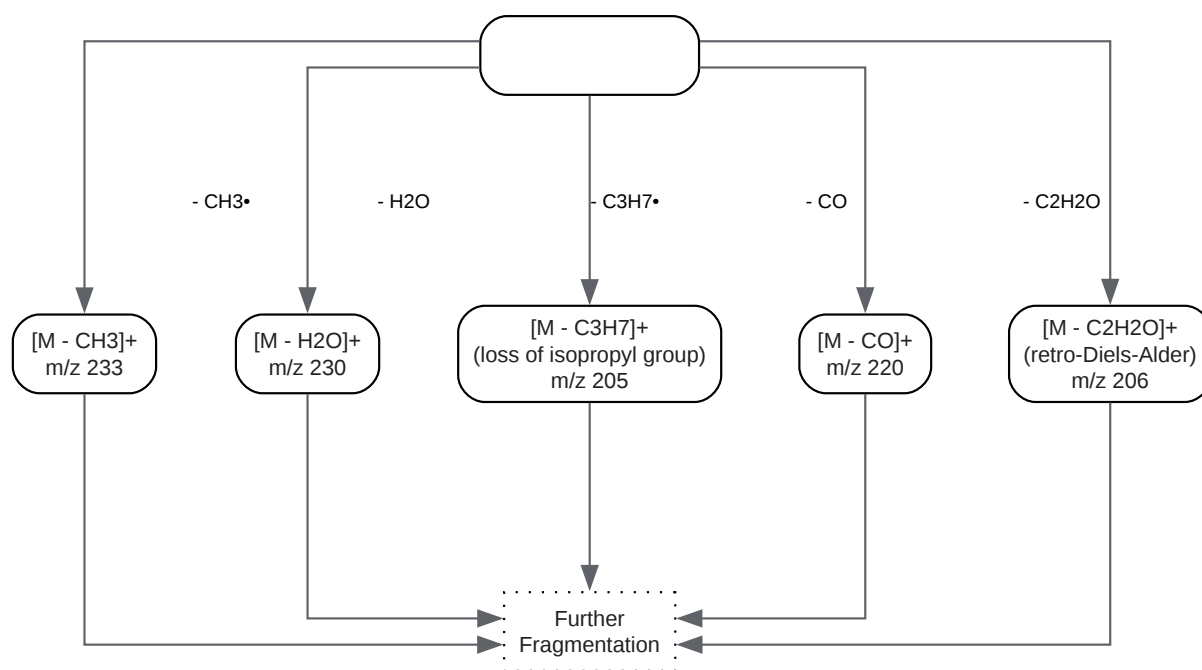 - CH3•
- H2O
- C3H7•
- CO
- C2H2O
[M - CH3]+
m/z 233
[M - H2O]+
m/z 230
[M - C3H7]+
(loss of isopropyl group)
m/z 205
[M - CO]+
m/z 220
[M - C2H2O]+
(retro-Diels-Alder)
m/z 206
Further
Fragmentation